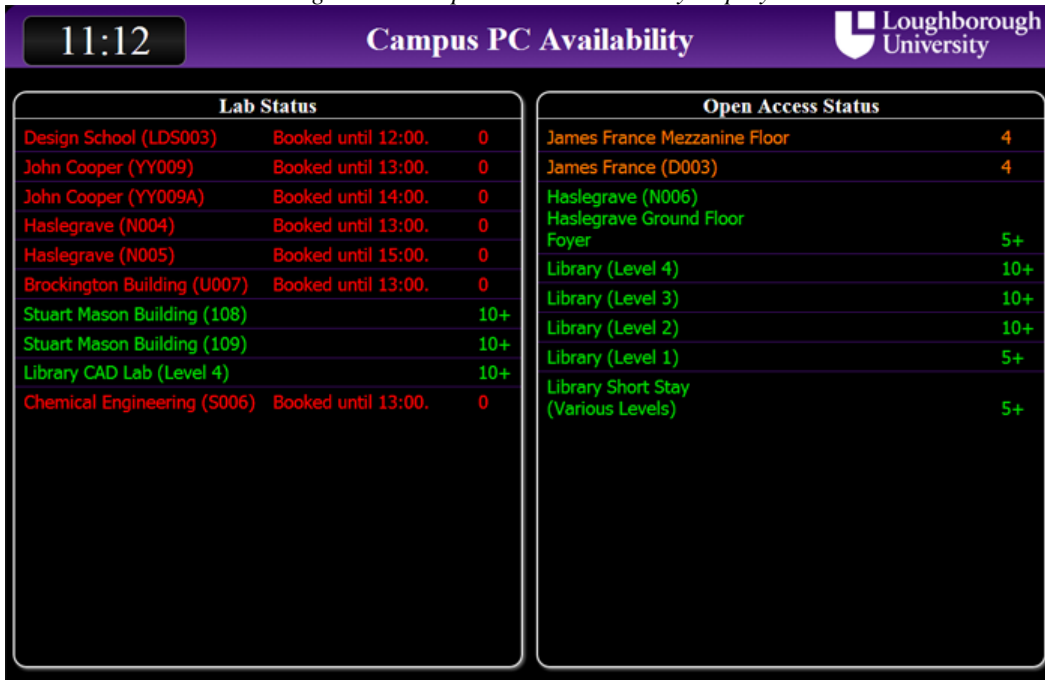 11:12
Campus PC Availability
Loughborough
University
Lab Status
Design School (LDS003) Booked until 12:00. 0
John Cooper (YY009) Booked until 13:00. 0
John Cooper (YY009A) Booked until 14:00. 0
Haslegrave (N004) Booked until 13:00. 0
Haslegrave (N005) Booked until 15:00. 0
Brockington Building (U007) Booked until 13:00. 0
Stuart Mason Building (108) 10+
Stuart Mason Building (109) 10+
Library CAD Lab (Level 4) 10+
Chemical Engineering (S006) Booked until 13:00. 0
Open Access Status
James France Mezzanine Floor 4
James France (D003) 4
Haslegrave (N006)
Haslegrave Ground Floor
Foyer 5+
Library (Level 4) 10+
Library (Level 3) 10+
Library (Level 2) 10+
Library (Level 1) 5+
Library Short Stay
(Various Levels) 5+